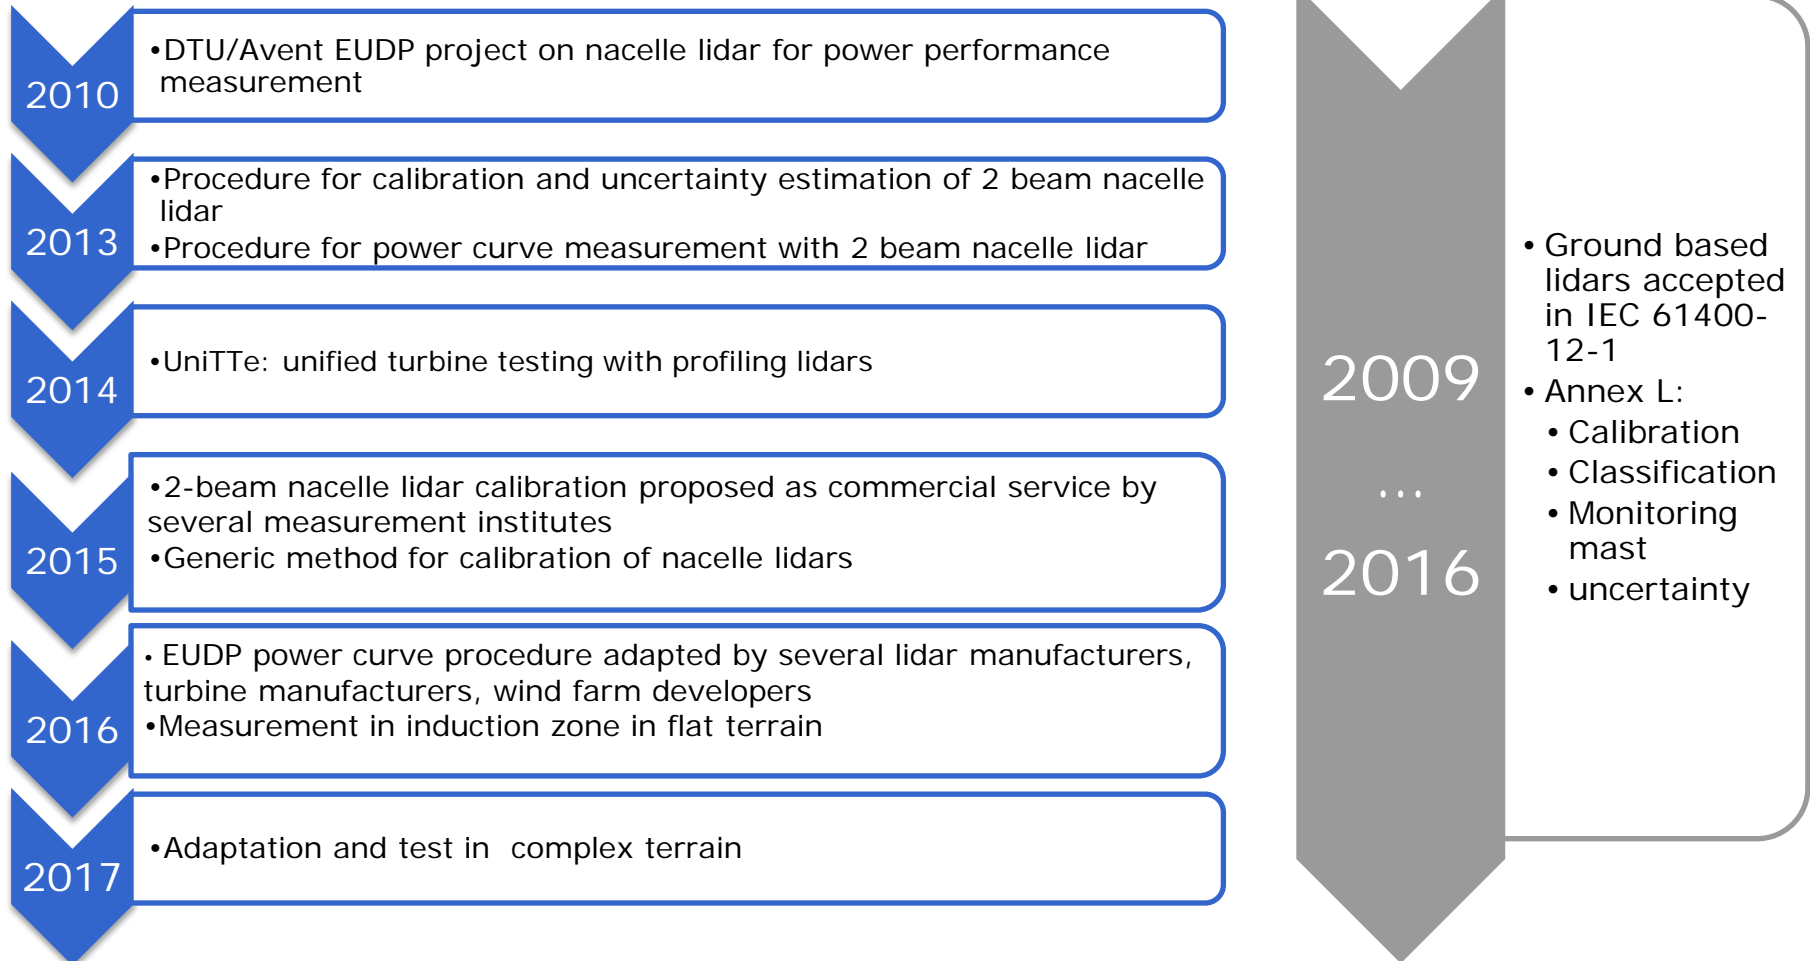 2010
•DTU/Avent EUDP project on nacelle lidar for power performance
measurement
2013
•Procedure for calibration and uncertainty estimation of 2 beam nacelle
lidar
•Procedure for power curve measurement with 2 beam nacelle lidar
2014
•UniTTe: unified turbine testing with profiling lidars
2015
•2-beam nacelle lidar calibration proposed as commercial service by
several measurement institutes
•Generic method for calibration of nacelle lidars
2016
• EUDP power curve procedure adapted by several lidar manufacturers,
turbine manufacturers, wind farm developers
•Measurement in induction zone in flat terrain
2017
•Adaptation and test in complex terrain
2009
...
2016
• Ground based
lidars accepted
in IEC 61400-
12-1
• Annex L:
• Calibration
• Classification
• Monitoring
mast
• uncertainty